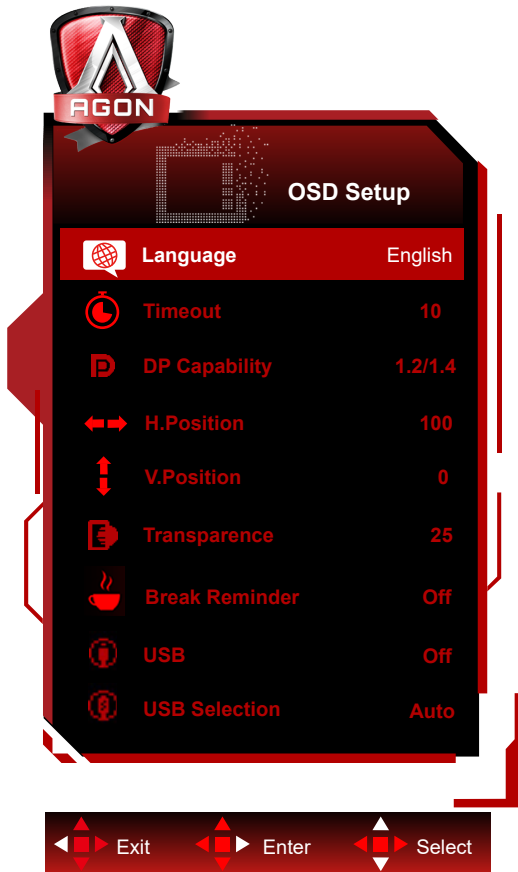 AGON
OSD Setup
Language English
Timeout 10
DP Capability 1.2/1.4
H.Position 100
V.Position 0
Transparence 25
Break Reminder Off
USB Off
USB Selection Auto
Exit Enter Select